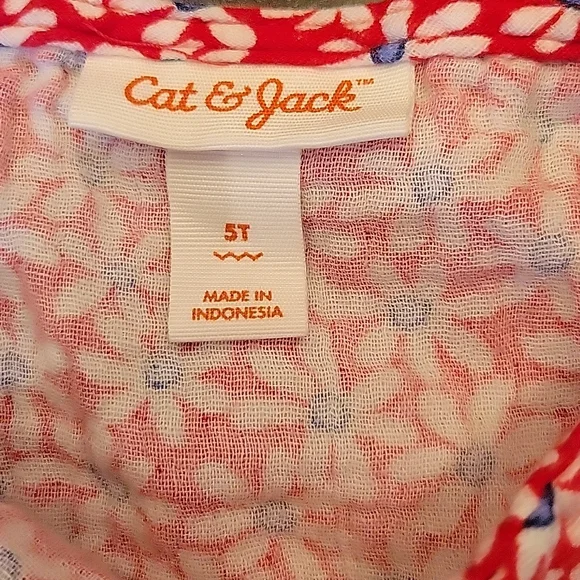 Cat & Jack™
5T
MADE IN
INDONESIA